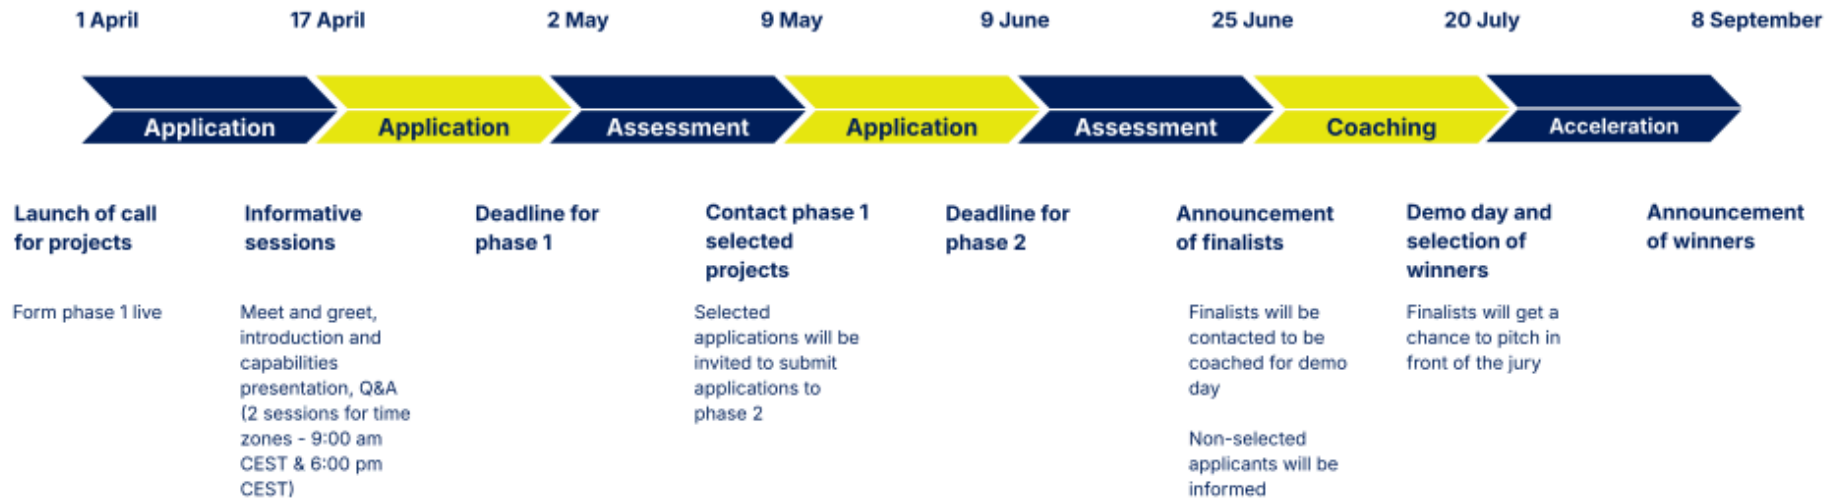 1 April
17 April
2 May
9 May
9 June
25 June
20 July
8 September
Application
Application
Assessment
Application
Assessment
Coaching
Acceleration
Launch of call
for projects
Form phase 1 live
Informative
sessions
Meet and greet,
introduction and
capabilities
presentation, Q&A
(2 sessions for time
zones - 9:00 am
CEST & 6:00 pm
CEST)
Deadline for
phase 1
Contact phase 1
selected
projects
Selected
applications will be
invited to submit
applications to
phase 2
Deadline for
phase 2
Announcement
of finalists
Finalists will be
contacted to be
coached for demo
day
Non-selected
applicants will be
informed
Demo day and
selection of
winners
Finalists will get a
chance to pitch in
front of the jury
Announcement
of winners